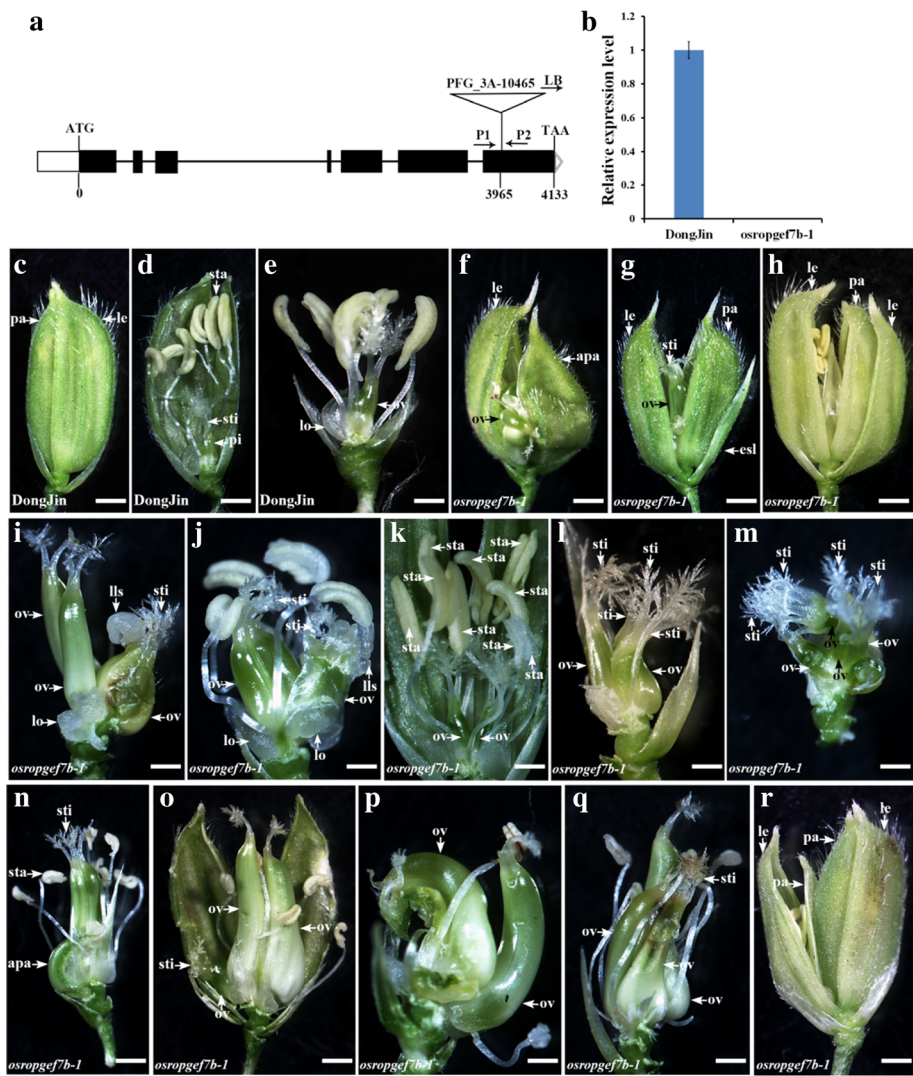 a
PFG_3A-10465 LB
ATG
P1 P2 TAA
0 3965 4133
b
Relative expression level
1.2
1
0.8
0.6
0.4
0.2
0
DongJin osropgef7b-1
c
pa le
DongJin
d
sta
sti
pi
DongJin
e
lo ov
DongJin
f
le
apa
ov
osropgef7b-1
g
le pa
sti
ov
esl
osropgef7b-1
h
le pa le
osropgef7b-1
i
lls sti
ov
ov
lo ov
osropgef7b-1
j
sti
sti
lls
ov ov
lo lo
osropgef7b-1
k
sta sta
sta
sta sta
sta sta
sta
sta
ov ov
osropgef7b-1
l
sti sti
sti
sti
ov ov
osropgef7b-1
m
sti
sti
sti
ov ov
ov ov
osropgef7b-1
n
sti
sta
apa
osropgef7b-1
o
ov
ov
sti
ov
osropgef7b-1
p
ov
ov
osropgef7b-1
q
sti
ov
ov
ov
osropgef7b-1
r
le pa le
pa
osropgef7b-1